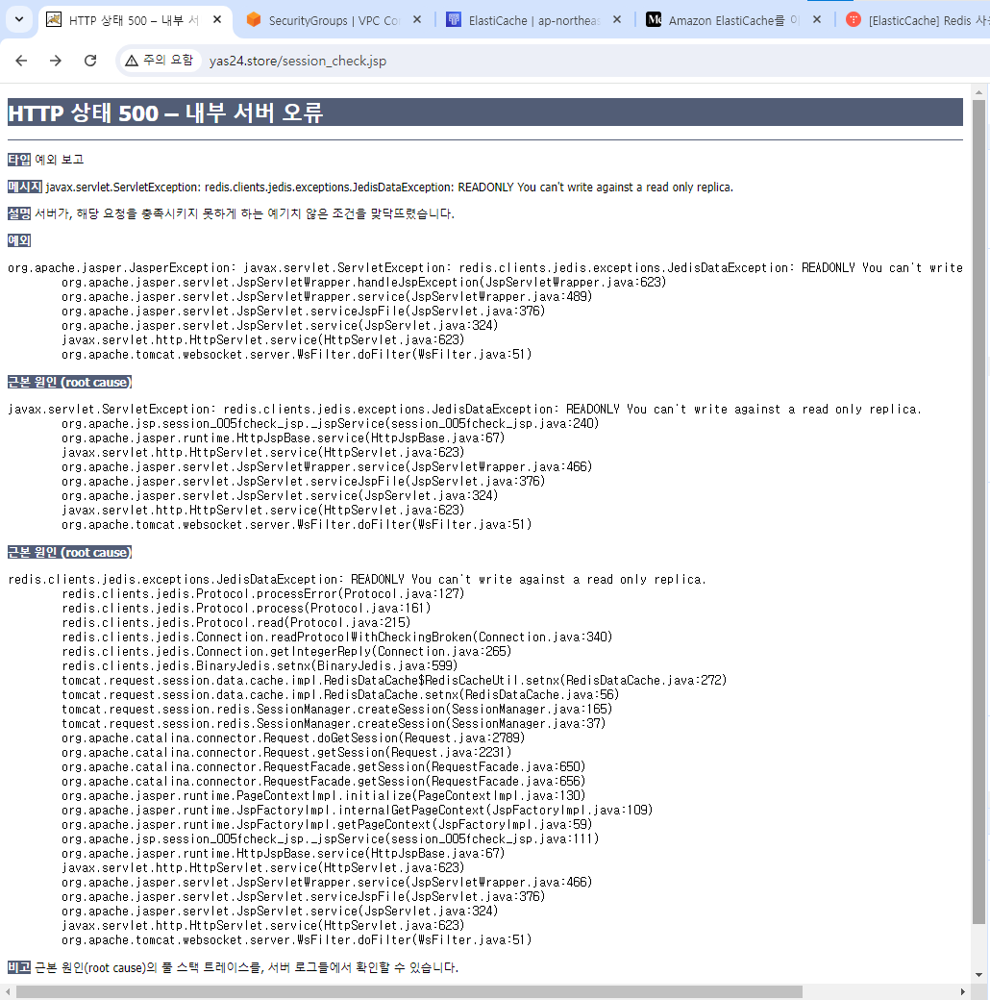 HTTP 상태 500 – 내부 서
SecurityGroups | VPC Co
ElastiCache | ap-northeas
Amazon ElastiCache를 이
[ElasticCache] Redis 사용
주의 요함
yas24.store/session_check.jsp
HTTP 상태 500 – 내부 서버 오류
타입 예외 보고
메시지 javax.servlet.ServletException: redis.clients.jedis.exceptions.JedisDataException: READONLY You can't write against a read only replica.
설명 서버가, 해당 요청을 충족시키지 못하게 하는 예기치 않은 조건을 맞닥뜨렸습니다.
예외
org.apache.jasper.JasperException: javax.servlet.ServletException: redis.clients.jedis.exceptions.JedisDataException: READONLY You can't write
org.apache.jasper.servlet.JspServletWrapper.handleJspException(JspServletWrapper.java:623)
org.apache.jasper.servlet.JspServletWrapper.service(JspServletWrapper.java:489)
org.apache.jasper.servlet.JspServlet.serviceJspFile(JspServlet.java:376)
org.apache.jasper.servlet.JspServlet.service(JspServlet.java:324)
javax.servlet.http.HttpServlet.service(HttpServlet.java:623)
org.apache.tomcat.websocket.server.WsFilter.doFilter(WsFilter.java:51)
근본 원인 (root cause)
javax.servlet.ServletException: redis.clients.jedis.exceptions.JedisDataException: READONLY You can't write against a read only replica.
org.apache.jsp.session_005fcheck_jsp._jspService(session_005fcheck_jsp.java:240)
org.apache.jasper.runtime.HttpJspBase.service(HttpJspBase.java:67)
javax.servlet.http.HttpServlet.service(HttpServlet.java:623)
org.apache.jasper.servlet.JspServletWrapper.service(JspServletWrapper.java:466)
org.apache.jasper.servlet.JspServlet.serviceJspFile(JspServlet.java:376)
org.apache.jasper.servlet.JspServlet.service(JspServlet.java:324)
javax.servlet.http.HttpServlet.service(HttpServlet.java:623)
org.apache.tomcat.websocket.server.WsFilter.doFilter(WsFilter.java:51)
근본 원인 (root cause)
redis.clients.jedis.exceptions.JedisDataException: READONLY You can't write against a read only replica.
redis.clients.jedis.Protocol.processError(Protocol.java:127)
redis.clients.jedis.Protocol.process(Protocol.java:161)
redis.clients.jedis.Protocol.read(Protocol.java:215)
redis.clients.jedis.Connection.readProtocolWithCheckingBroken(Connection.java:340)
redis.clients.jedis.Connection.getIntegerReply(Connection.java:265)
redis.clients.jedis.BinaryJedis.setnx(BinaryJedis.java:599)
tomcat.request.session.data.cache.impl.RedisDataCache$RedisCacheUtil.setnx(RedisDataCache.java:272)
tomcat.request.session.data.cache.impl.RedisDataCache.setnx(RedisDataCache.java:56)
tomcat.request.session.redis.SessionManager.createSession(SessionManager.java:165)
tomcat.request.session.redis.SessionManager.createSession(SessionManager.java:37)
org.apache.catalina.connector.Request.doGetSession(Request.java:2789)
org.apache.catalina.connector.Request.getSession(Request.java:2231)
org.apache.catalina.connector.RequestFacade.getSession(RequestFacade.java:650)
org.apache.catalina.connector.RequestFacade.getSession(RequestFacade.java:656)
org.apache.jasper.runtime.PageContextImpl.initialize(PageContextImpl.java:130)
org.apache.jasper.runtime.JspFactoryImpl.internalGetPageContext(JspFactoryImpl.java:109)
org.apache.jasper.runtime.JspFactoryImpl.getPageContext(JspFactoryImpl.java:59)
org.apache.jsp.session_005fcheck_jsp._jspService(session_005fcheck_jsp.java:111)
org.apache.jasper.runtime.HttpJspBase.service(HttpJspBase.java:67)
javax.servlet.http.HttpServlet.service(HttpServlet.java:623)
org.apache.jasper.servlet.JspServletWrapper.service(JspServletWrapper.java:466)
org.apache.jasper.servlet.JspServlet.serviceJspFile(JspServlet.java:376)
org.apache.jasper.servlet.JspServlet.service(JspServlet.java:324)
javax.servlet.http.HttpServlet.service(HttpServlet.java:623)
org.apache.tomcat.websocket.server.WsFilter.doFilter(WsFilter.java:51)
비고 근본 원인(root cause)의 풀 스택 트레이스를, 서버 로그들에서 확인할 수 있습니다.